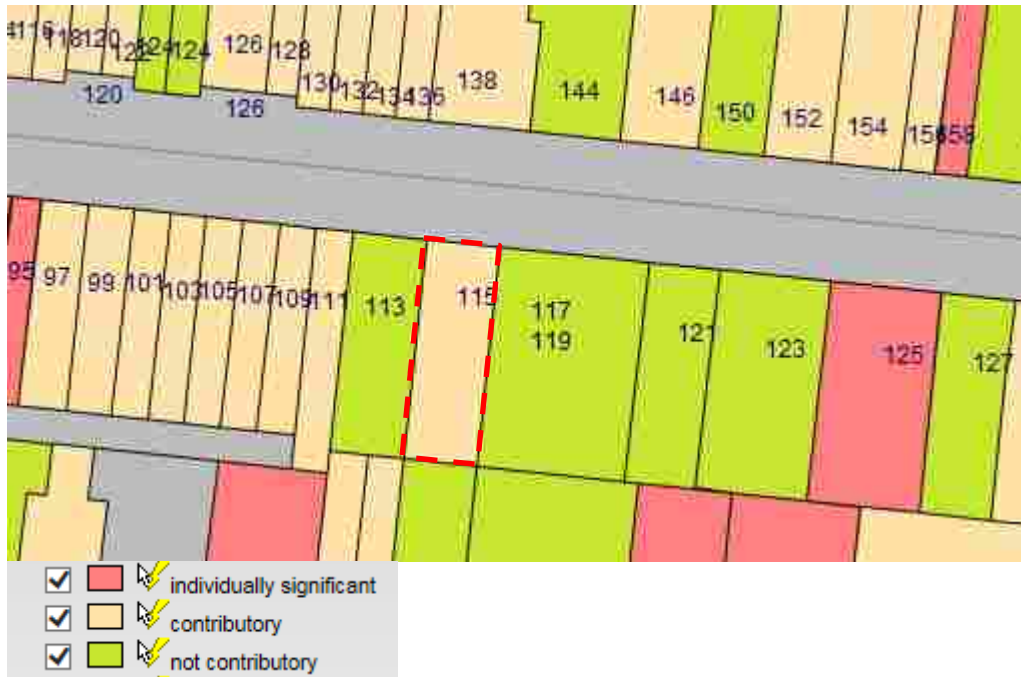 116 118 120 122 124 124 126 128 130 132 134 136 138 144 146 150 152 154 156 158
120 126
95 97 99 101 103 105 107 109 111 113 115 117 121 123 125 127
119
individually significant
contributory
not contributory